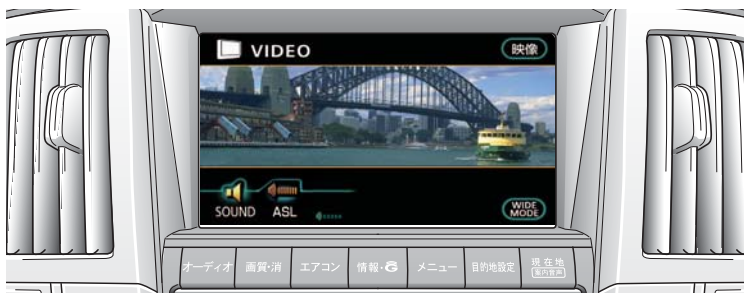 VIDEO
映像
SOUND
ASL
WIDE
MODE
オーディオ
画質・消
エアコン
情報・G
メニュー
目的地設定
現在地
案内音声